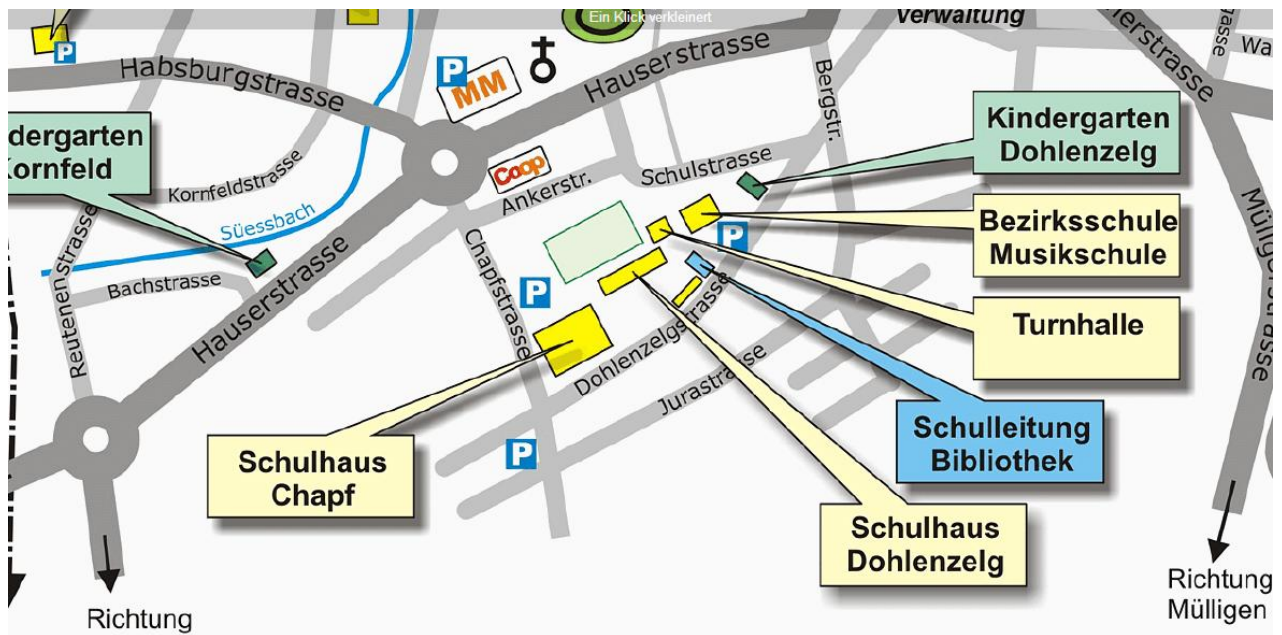 Ein Klick verkleinert
Verwaltung
P
P
MM
Habsburgstrasse
Hauserstrasse
Bergstr.
Wa
Kindergarten
Dohlenzelg
dergarten
Kornfeld
Kornfeldstrasse
Coop
Ankerstr.
Schulstrasse
Süessbach
Bachstrasse
Reutenenstrasse
Hauserstrasse
Chapfstrasse
P
P
Bezirksschule
Musikschule
Turnhalle
Dohlenzelgstrasse
Jurastrasse
Schulleitung
Bibliothek
P
Schulhaus
Chapf
Schulhaus
Dohlenzelg
Richtung
Richtung
Mülligen